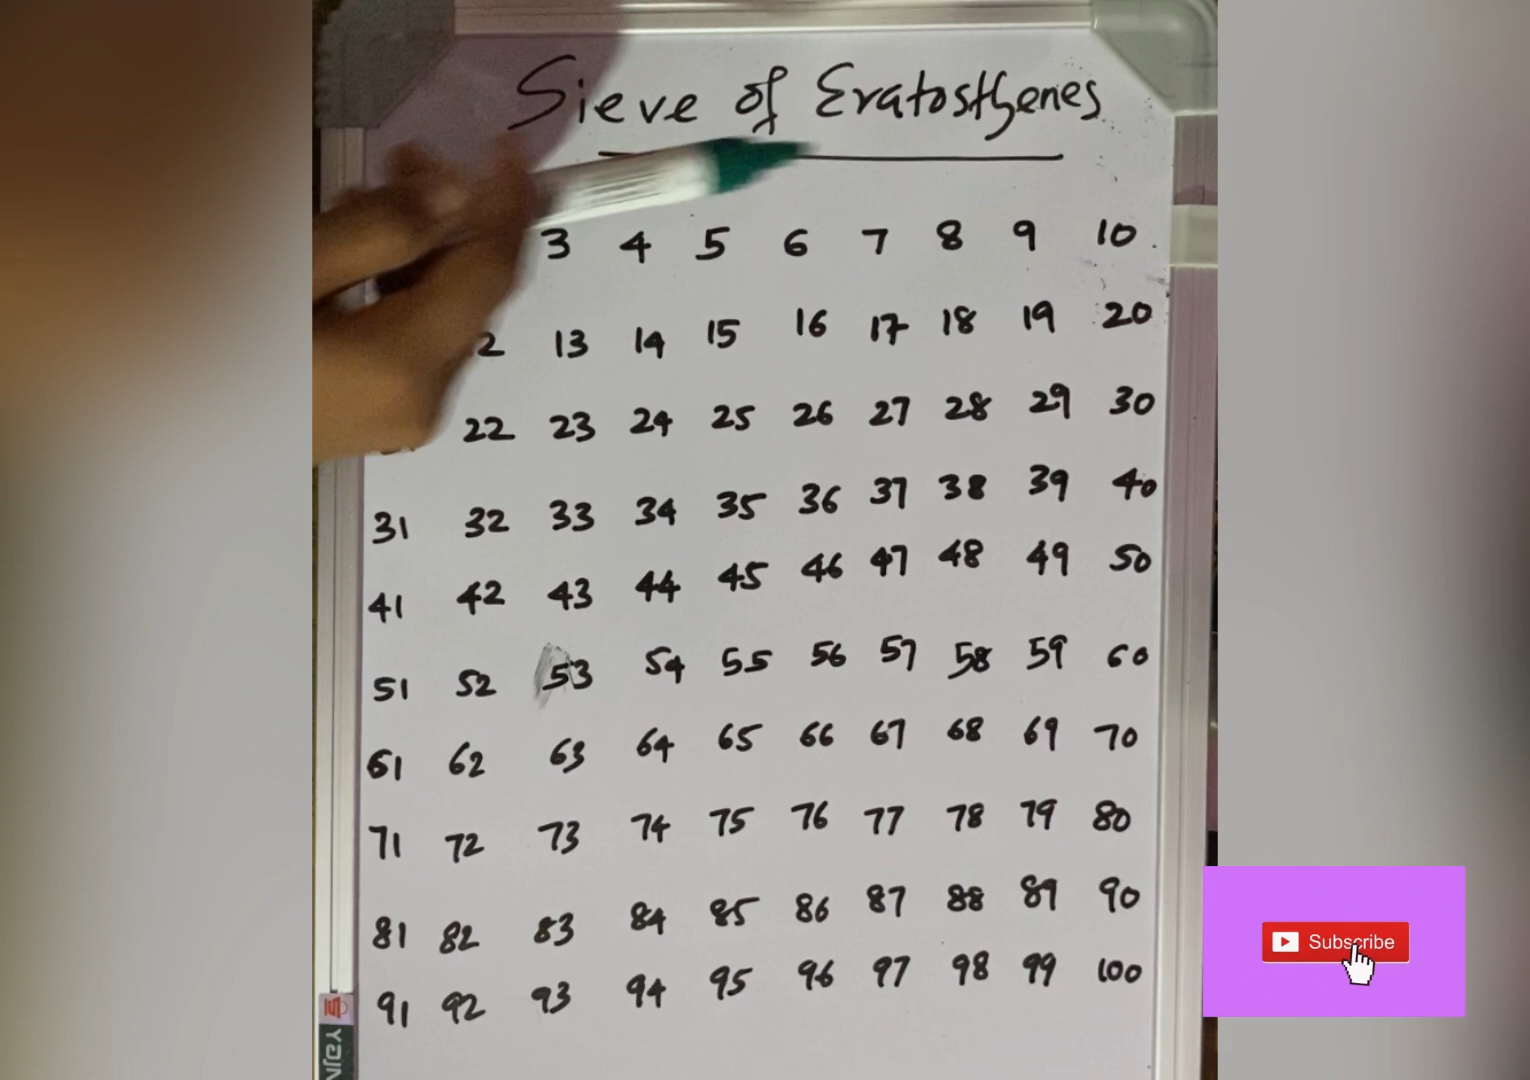 Sieve of Eratosthenes
3 4 5 6 7 8 9 10
2 13 14 15 16 17 18 19 20
22 23 24 25 26 27 28 29 30
31 32 33 34 35 36 37 38 39 40
41 42 43 44 45 46 47 48 49 50
51 52 53 54 55 56 57 58 59 60
61 62 63 64 65 66 67 68 69 70
71 72 73 74 75 76 77 78 79 80
81 82 83 84 85 86 87 88 89 90
91 92 93 94 95 96 97 98 99 100
Subscribe